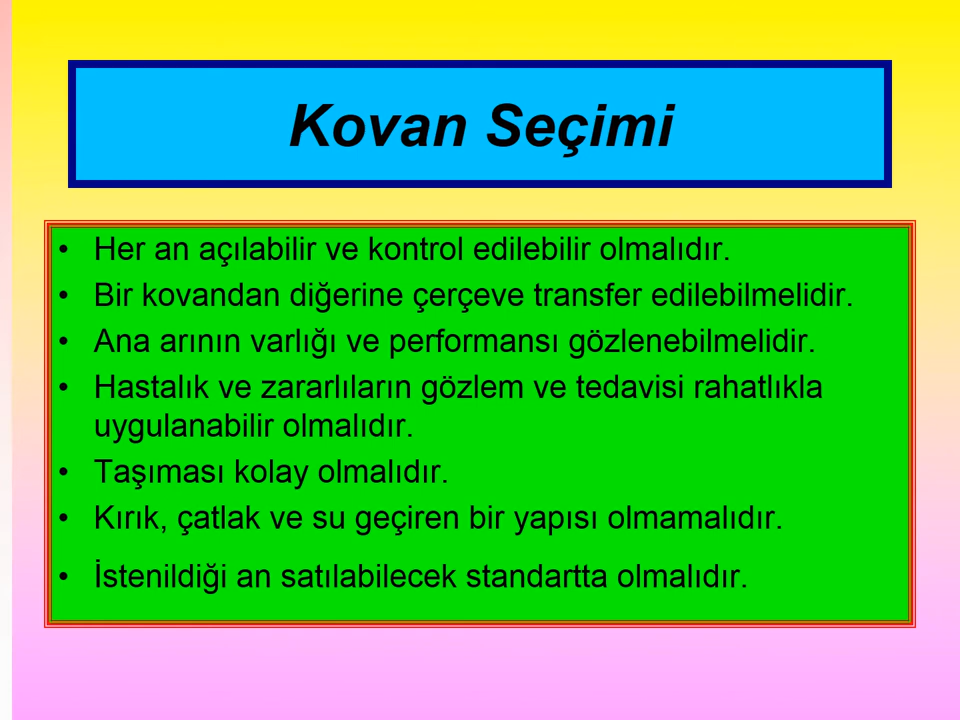 Kovan Seçimi
• Her an açılabilir ve kontrol edilebilir olmalıdır.
• Bir kovandan diğerine çerçeve transfer edilebilmelidir.
• Ana arının varlığı ve performansı gözlenebilmelidir.
• Hastalık ve zararlıların gözlem ve tedavisi rahatlıkla
uygulanabilir olmalıdır.
• Taşıması kolay olmalıdır.
• Kırık, çatlak ve su geçiren bir yapısı olmamalıdır.
• İstenildiği an satılabilecek standartta olmalıdır.